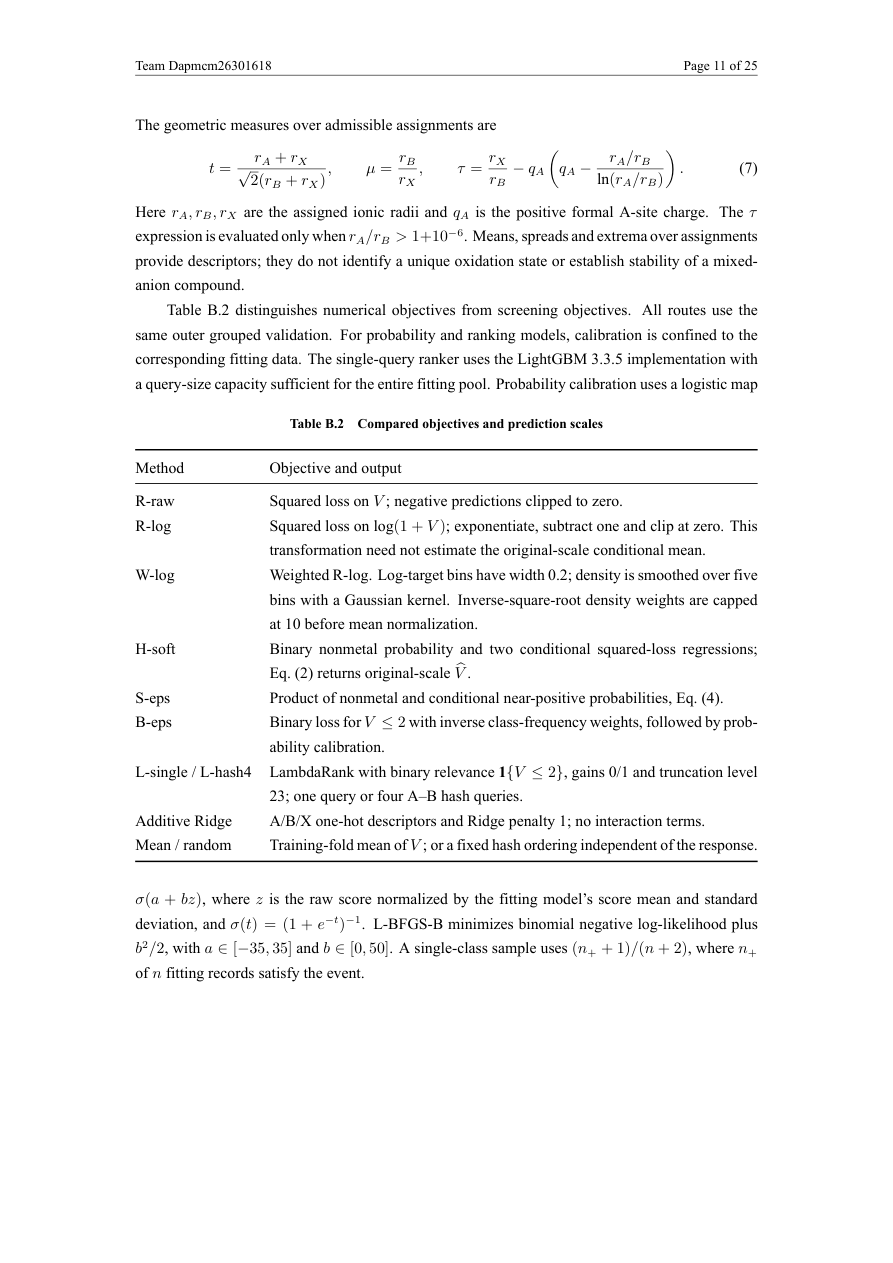 Team Dapmcm26301618 Page 11 of 25
The geometric measures over admissible assignments are
t = \frac{r_A + r_X}{\sqrt{2}(r_B + r_X)}, μ = \frac{r_B}{r_X}, τ = \frac{r_X}{r_B} − q_A \left( q_A − \frac{r_A/r_B}{\ln(r_A/r_B)} \right). (7)
Here r_A, r_B, r_X are the assigned ionic radii and q_A is the positive formal A-site charge. The τ
expression is evaluated only when r_A/r_B > 1+10^{−6}. Means, spreads and extrema over assignments
provide descriptors; they do not identify a unique oxidation state or establish stability of a mixed-
anion compound.
Table B.2 distinguishes numerical objectives from screening objectives. All routes use the
same outer grouped validation. For probability and ranking models, calibration is confined to the
corresponding fitting data. The single-query ranker uses the LightGBM 3.3.5 implementation with
a query-size capacity sufficient for the entire fitting pool. Probability calibration uses a logistic map
Table B.2 Compared objectives and prediction scales
Method Objective and output
R-raw Squared loss on V; negative predictions clipped to zero.
R-log Squared loss on log(1 + V); exponentiate, subtract one and clip at zero. This
transformation need not estimate the original-scale conditional mean.
W-log Weighted R-log. Log-target bins have width 0.2; density is smoothed over five
bins with a Gaussian kernel. Inverse-square-root density weights are capped
at 10 before mean normalization.
H-soft Binary nonmetal probability and two conditional squared-loss regressions;
Eq. (2) returns original-scale \widehat{V}.
S-eps Product of nonmetal and conditional near-positive probabilities, Eq. (4).
B-eps Binary loss for V ≤ 2 with inverse class-frequency weights, followed by prob-
ability calibration.
L-single / L-hash4 LambdaRank with binary relevance 1{V ≤ 2}, gains 0/1 and truncation level
23; one query or four A–B hash queries.
Additive Ridge A/B/X one-hot descriptors and Ridge penalty 1; no interaction terms.
Mean / random Training-fold mean of V; or a fixed hash ordering independent of the response.
σ(a + bz), where z is the raw score normalized by the fitting model’s score mean and standard
deviation, and σ(t) = (1 + e^{−t})^{−1}. L-BFGS-B minimizes binomial negative log-likelihood plus
b²/2, with a ∈ [−35, 35] and b ∈ [0, 50]. A single-class sample uses (n_+ + 1)/(n + 2), where n_+
of n fitting records satisfy the event.